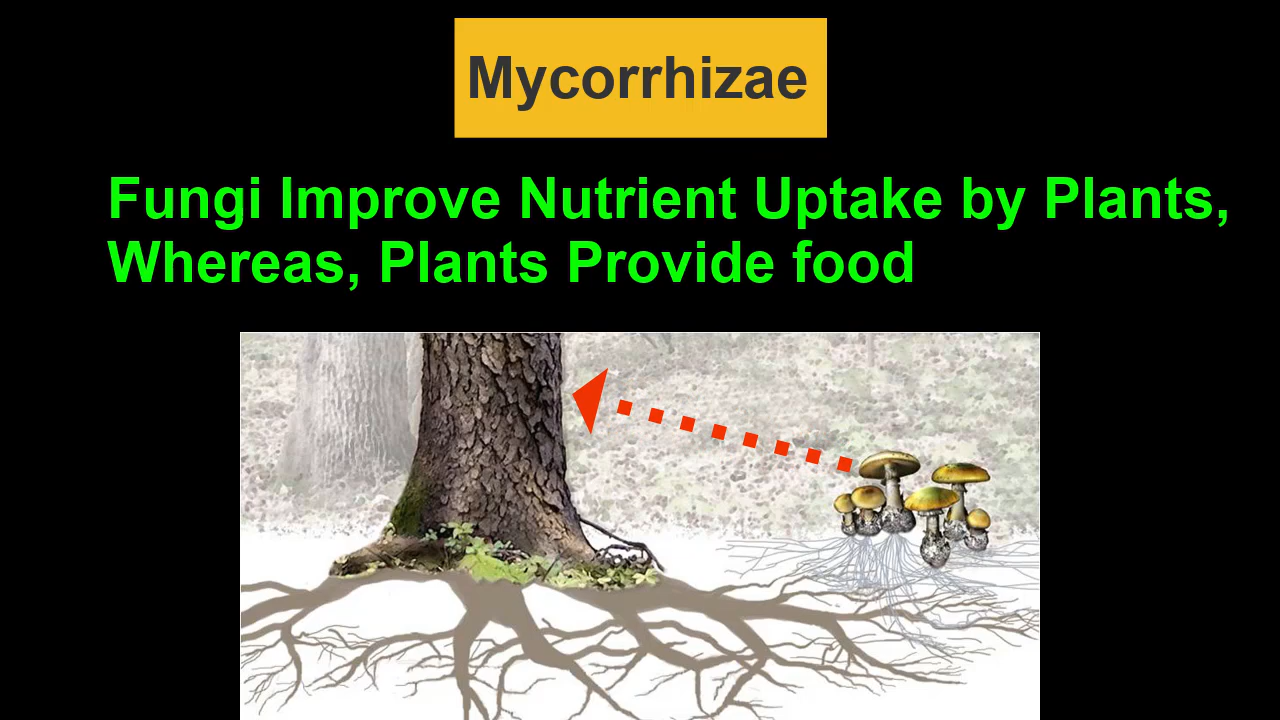 Mycorrhizae
Fungi Improve Nutrient Uptake by Plants,
Whereas, Plants Provide food